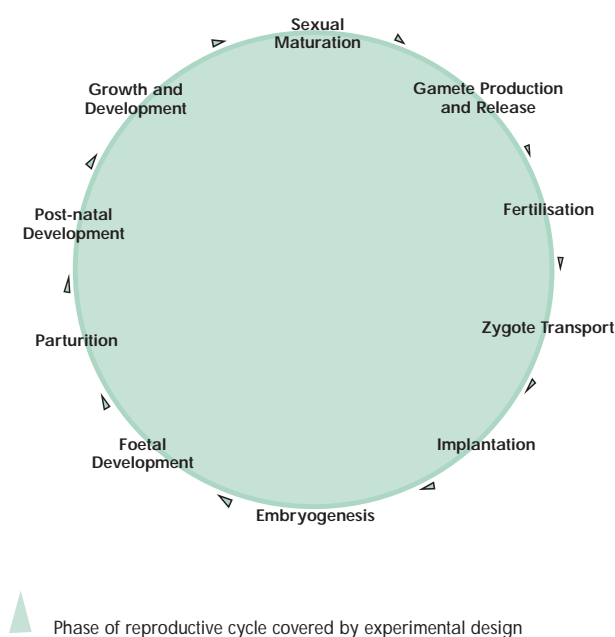 Sexual
Maturation
Gamete Production
and Release
Fertilisation
Zygote Transport
Implantation
Embryogenesis
Foetal
Development
Parturition
Post-natal
Development
Growth and
Development
Phase of reproductive cycle covered by experimental design